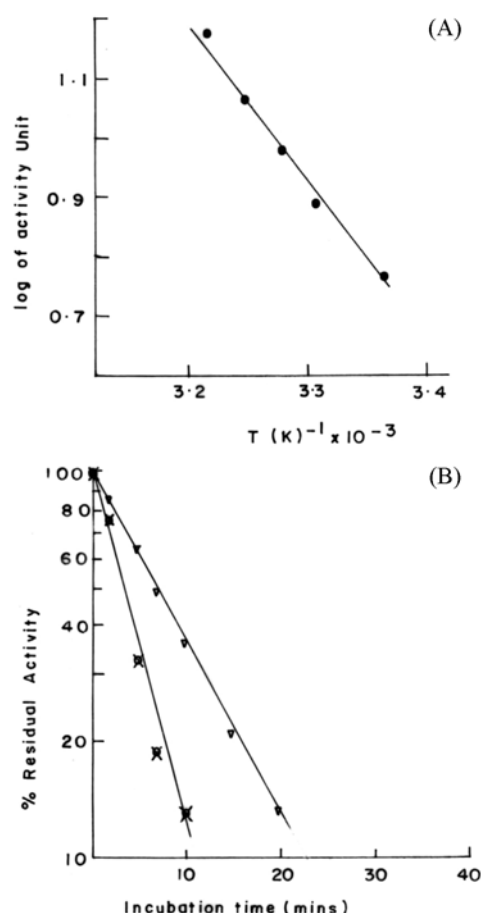 (A)
log of activity Unit
1·1
0·9
0·7
3·2 3·3 3·4
T (K)⁻¹ x 10⁻³
(B)
% Residual Activity
100
80
60
40
20
10
10 20 30 40
Incubation time (mins)